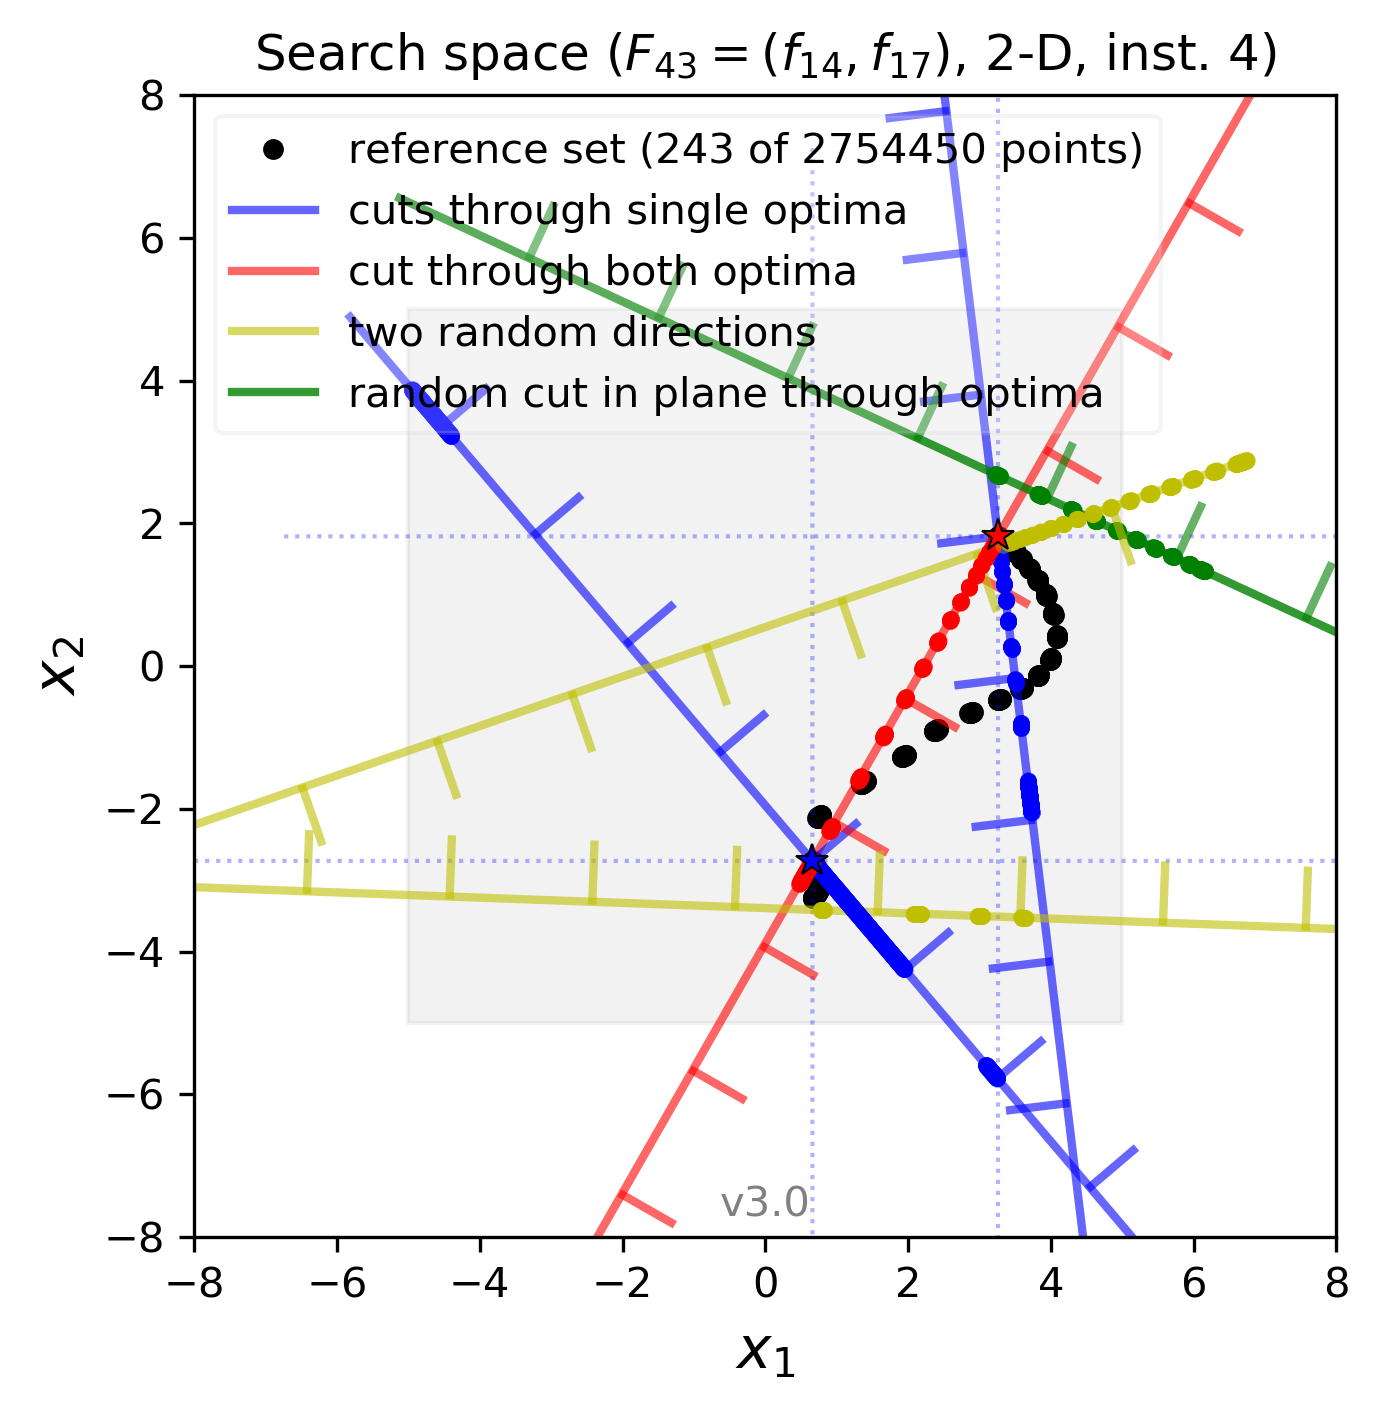 Search space (F₄₃ = (f₁₄, f₁₇), 2-D, inst. 4)
reference set (243 of 2754450 points)
cuts through single optima
cut through both optima
two random directions
random cut in plane through optima
8
6
4
2
0
−2
−4
−6
−8
x₂
v3.0
−8 −6 −4 −2 0 2 4 6 8
x₁